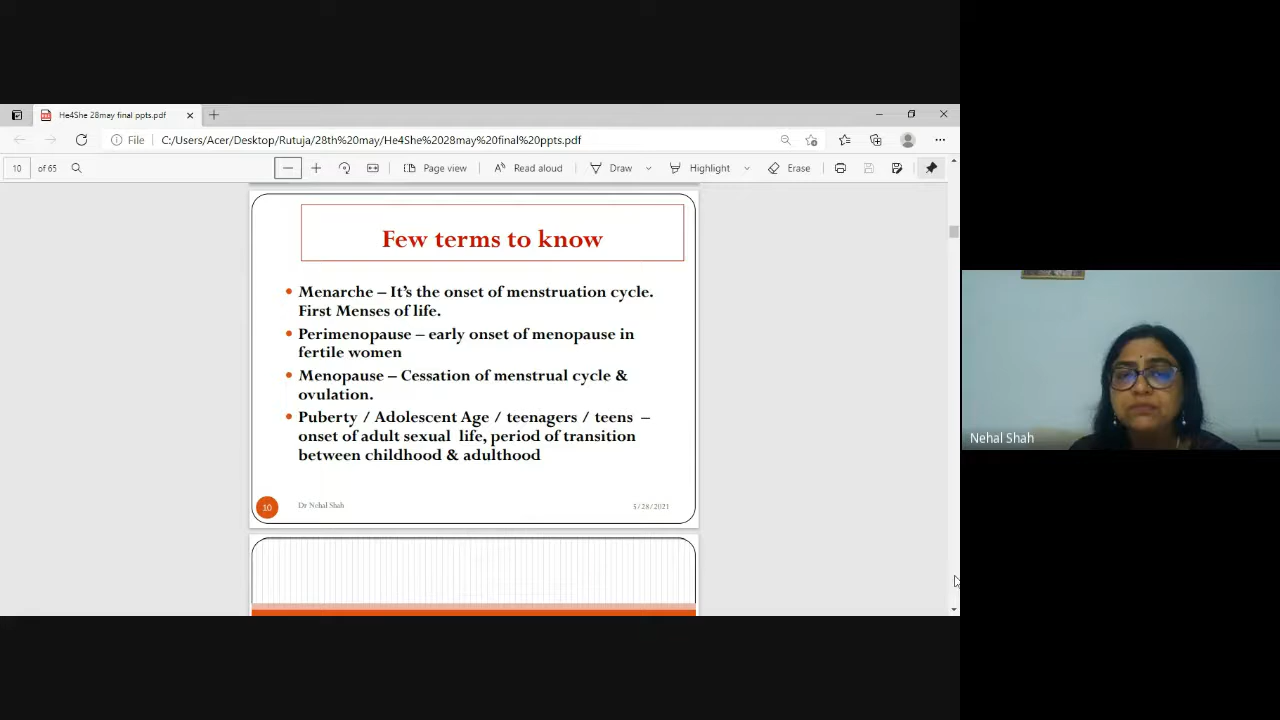 He4She 28may final ppts.pdf
File
C:/Users/Acer/Desktop/Rutuja/28th%20may/He4She%2028may%20final%20ppts.pdf
10 of 65
Page view
Read aloud
Draw
Highlight
Erase
Few terms to know
• Menarche – It's the onset of menstruation cycle.
First Menses of life.
• Perimenopause – early onset of menopause in
fertile women
• Menopause – Cessation of menstrual cycle &
ovulation.
• Puberty / Adolescent Age / teenagers / teens –
onset of adult sexual life, period of transition
between childhood & adulthood
10
Dr Nehal Shah
5/28/2021
Nehal Shah